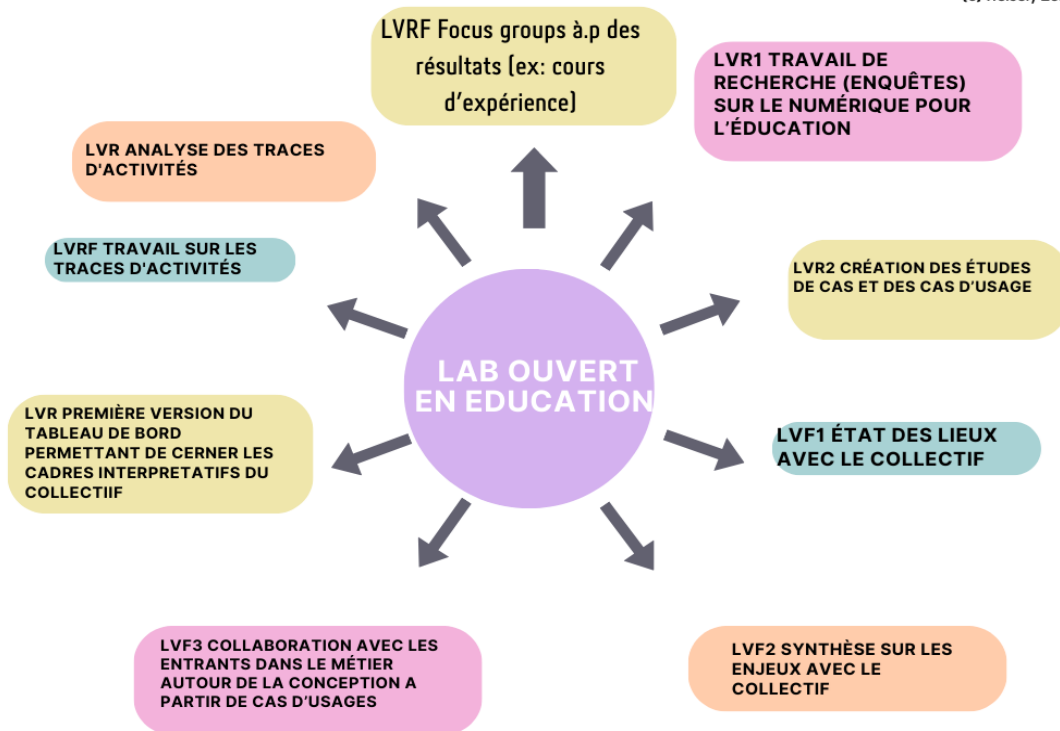 LVRF Focus groups à.p des
résultats (ex: cours
d'expérience)
LVR1 TRAVAIL DE
RECHERCHE (ENQUÊTES)
SUR LE NUMÉRIQUE POUR
L'ÉDUCATION
LVR ANALYSE DES TRACES
D'ACTIVITÉS
LVRF TRAVAIL SUR LES
TRACES D'ACTIVITÉS
LVR2 CRÉATION DES ÉTUDES
DE CAS ET DES CAS D'USAGE
LAB OUVERT
EN EDUCATION
LVR PREMIÈRE VERSION DU
TABLEAU DE BORD
PERMETTANT DE CERNER LES
CADRES INTERPRETATIFS DU
COLLECTIIF
LVF1 ÉTAT DES LIEUX
AVEC LE COLLECTIF
LVF3 COLLABORATION AVEC LES
ENTRANTS DANS LE MÉTIER
AUTOUR DE LA CONCEPTION A
PARTIR DE CAS D'USAGES
LVF2 SYNTHÈSE SUR LES
ENJEUX AVEC LE
COLLECTIF